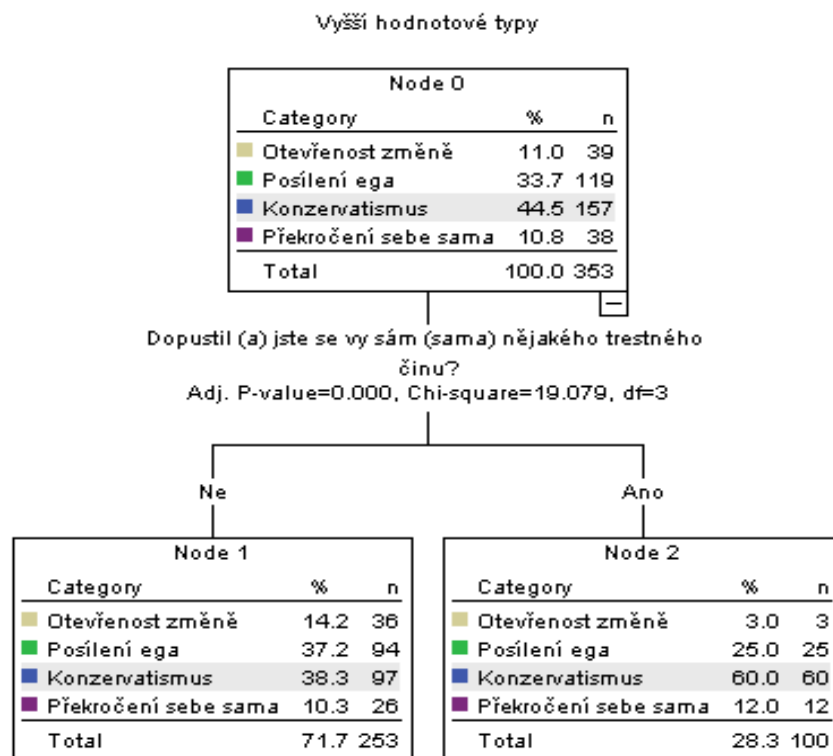 Vyšší hodnotové typy
Node 0
Category % n
Otevřenost změně 11.0 39
Posílení ega 33.7 119
Konzervatismus 44.5 157
Překročení sebe sama 10.8 38
Total 100.0 353
Dopustil (a) jste se vy sám (sama) nějakého trestného
činu?
Adj. P-value=0.000, Chi-square=19.079, df=3
Ne
Ano
Node 1
Category % n
Otevřenost změně 14.2 36
Posílení ega 37.2 94
Konzervatismus 38.3 97
Překročení sebe sama 10.3 26
Total 71.7 253
Node 2
Category % n
Otevřenost změně 3.0 3
Posílení ega 25.0 25
Konzervatismus 60.0 60
Překročení sebe sama 12.0 12
Total 28.3 100